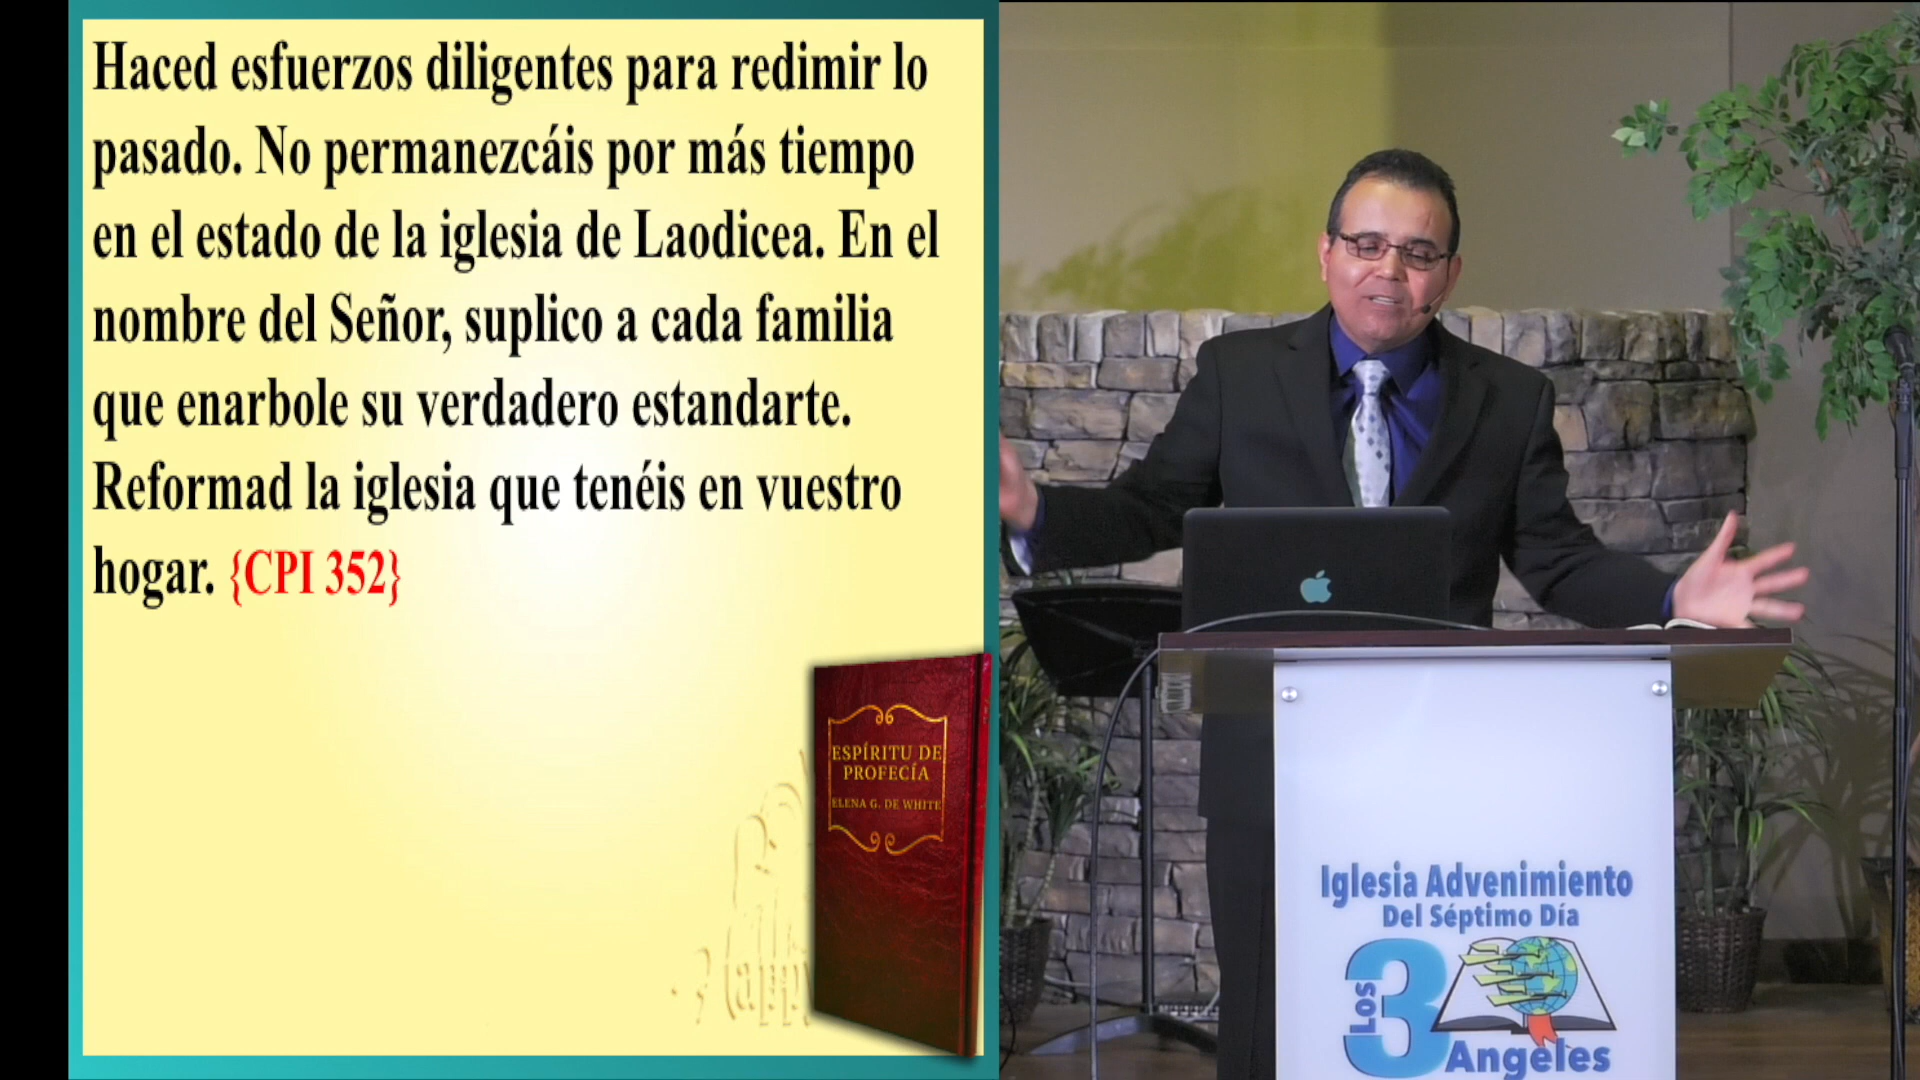 Haced esfuerzos diligentes para redimir lo
pasado. No permanezcáis por más tiempo
en el estado de la iglesia de Laodicea. En el
nombre del Señor, suplico a cada familia
que enarbole su verdadero estandarte.
Reformad la iglesia que tenéis en vuestro
hogar. {CPI 352}
ESPÍRITU DE
PROFECÍA
ELENA G. DE WHITE
Iglesia Advenimiento
Del Séptimo Día
Los
3
Angeles